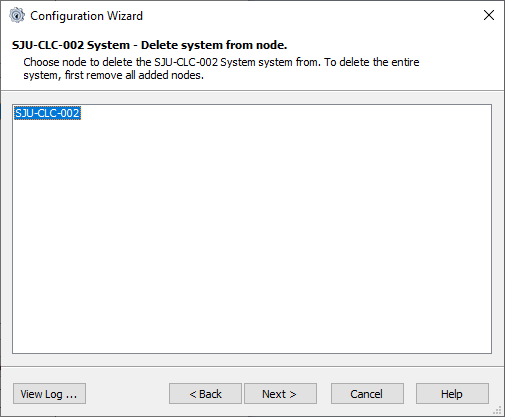 Configuration Wizard
SJU-CLC-002 System - Delete system from node.
Choose node to delete the SJU-CLC-002 System system from. To delete the entire
system, first remove all added nodes.
SJU-CLC-002
View Log ...
< Back
Next >
Cancel
Help